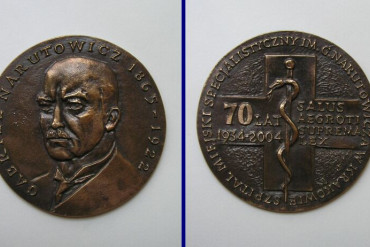 GABRIEL NARUTOWICZ 1865-1922
SZPITAL MIEJSKI SPECJALISTYCZNY IM. G. NARUTOWICZA W KRAKOWIE
70 LAT
1934-2004
SALUS
AEGROTI
SUPREMA
LEX